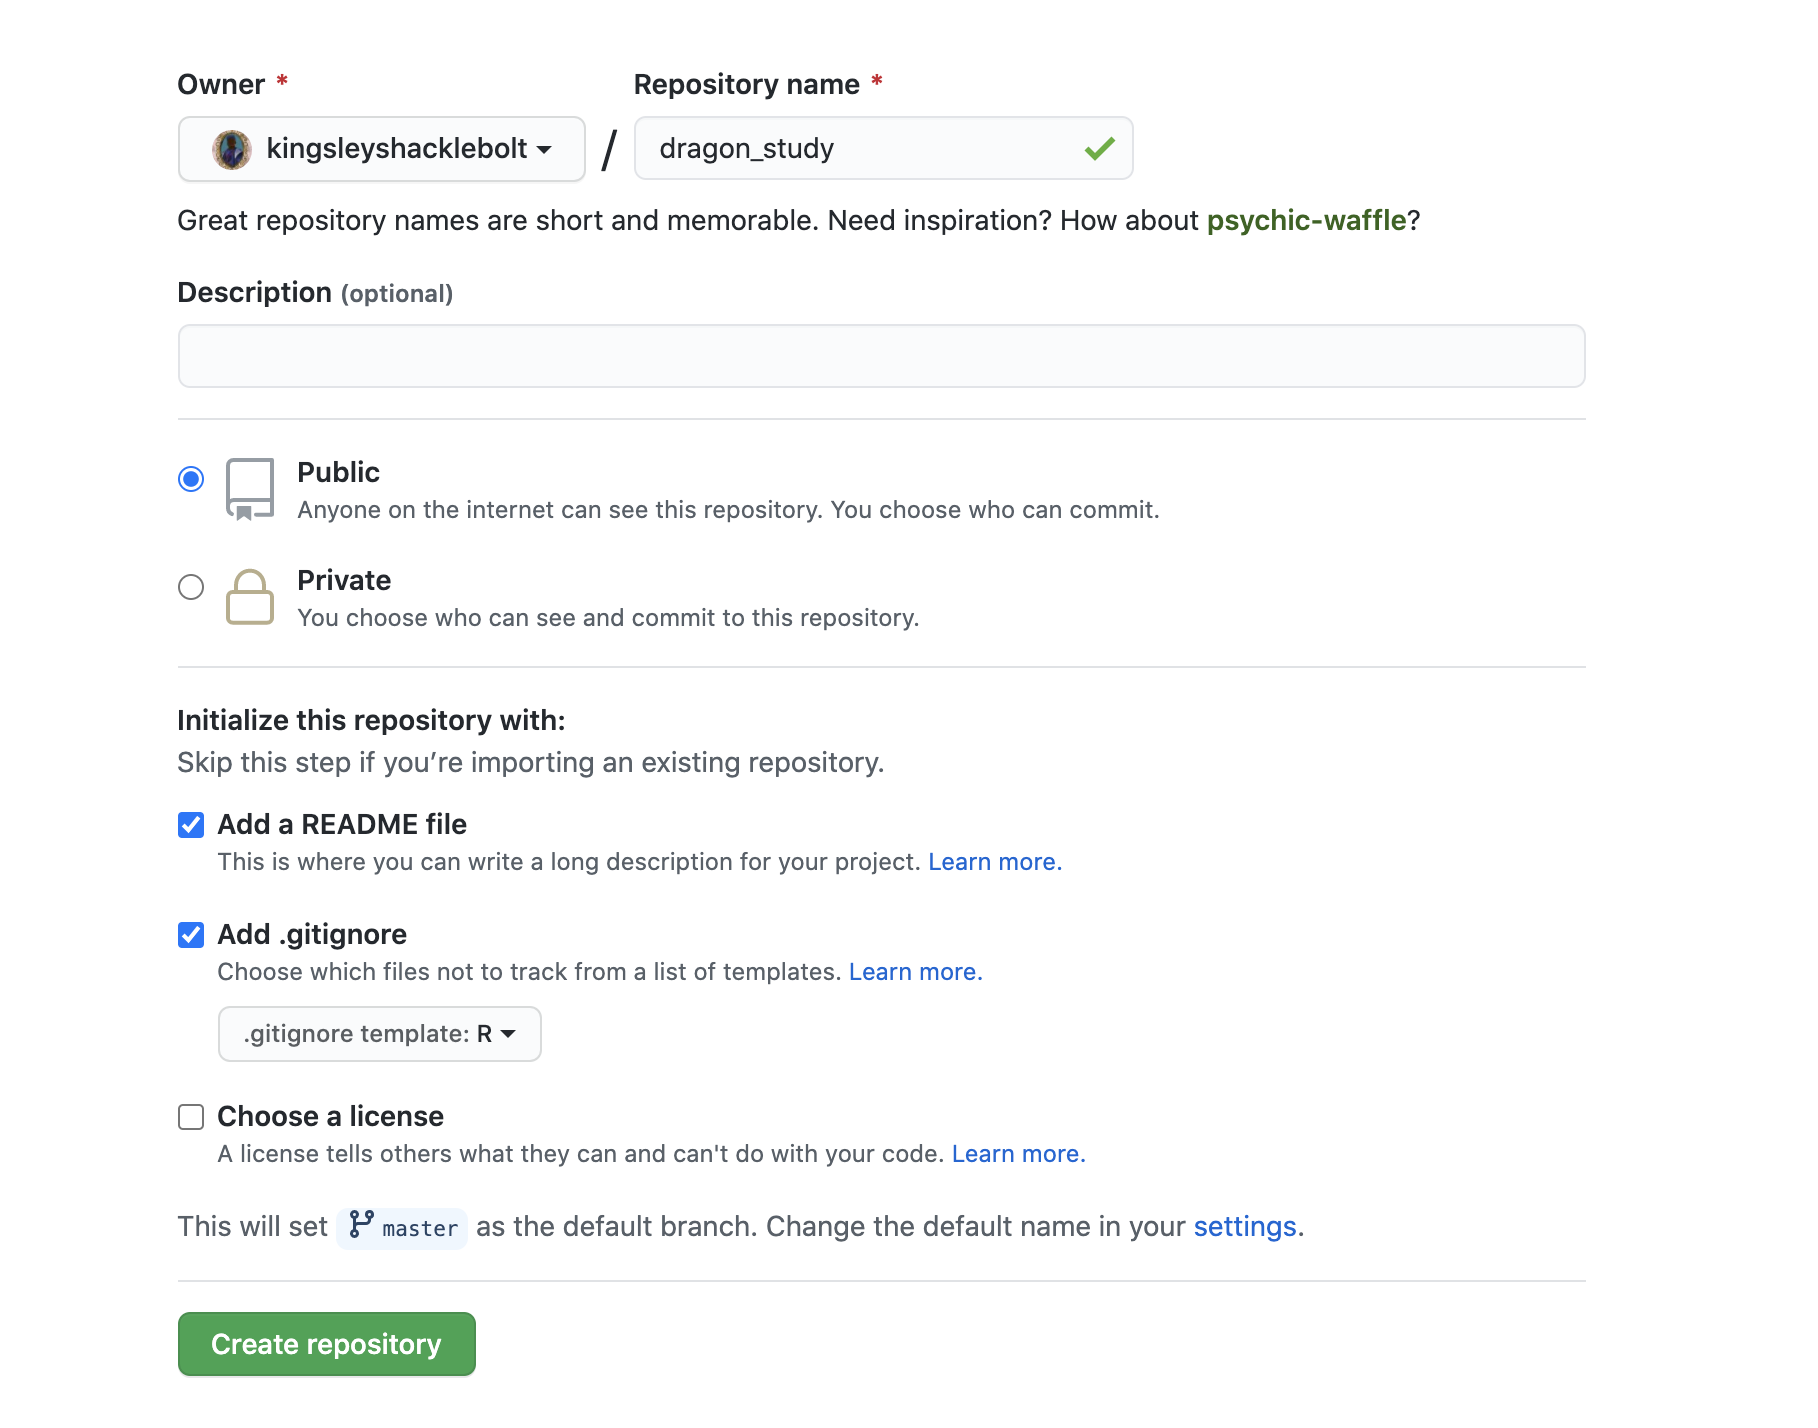 Owner *
Repository name *
kingsleyshacklebolt
/
dragon_study
Great repository names are short and memorable. Need inspiration? How about psychic-waffle?
Description (optional)
Public
Anyone on the internet can see this repository. You choose who can commit.
Private
You choose who can see and commit to this repository.
Initialize this repository with:
Skip this step if you’re importing an existing repository.
Add a README file
This is where you can write a long description for your project. Learn more.
Add .gitignore
Choose which files not to track from a list of templates. Learn more.
.gitignore template: R
Choose a license
A license tells others what they can and can't do with your code. Learn more.
This will set master as the default branch. Change the default name in your settings.
Create repository